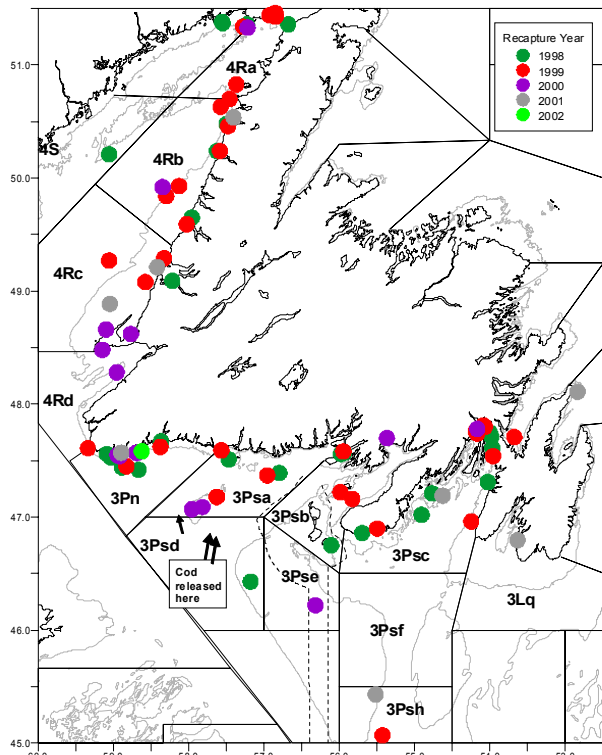 Recapture Year
1998
1999
2000
2001
2002
51.0
4Ra
4S
50.0
4Rb
4Rc
49.0
4Rd
48.0
3Pn
3Psa
47.0
3Psb
3Psd
3Psc
Cod
released
here
3Pse
3Lq
46.0
3Psf
3Psh
45.0